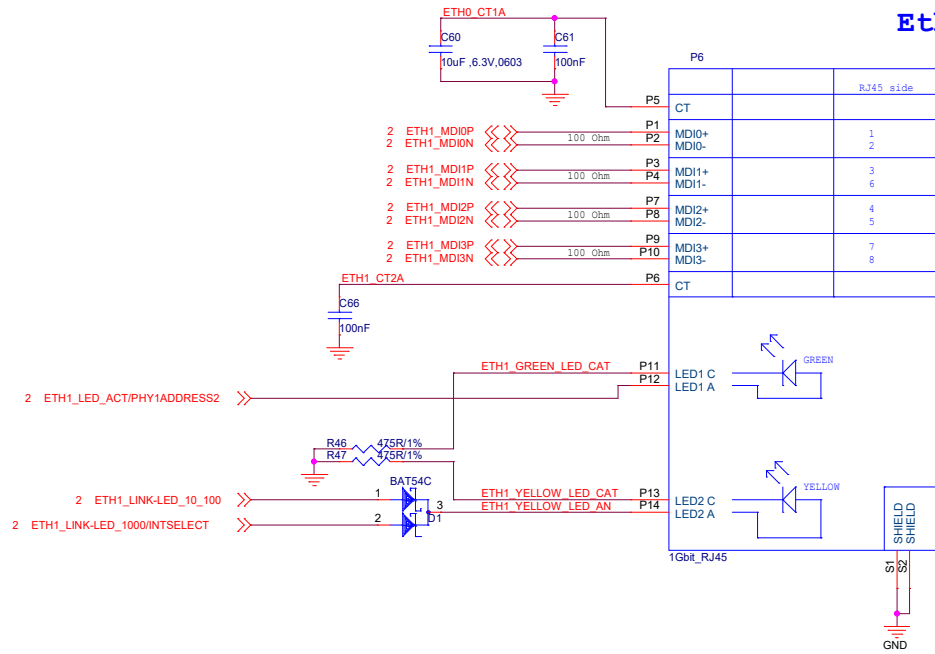 ETH0_CT1A
Et
C60
C61
10uF ,6.3V,0603
100nF
P6
RJ45 side
P5
CT
P1
2 ETH1_MDI0P
MDI0+
1
100 Ohm
P2
2 ETH1_MDI0N
MDI0-
2
P3
2 ETH1_MDI1P
MDI1+
3
100 Ohm
P4
2 ETH1_MDI1N
MDI1-
6
P7
2 ETH1_MDI2P
MDI2+
4
100 Ohm
P8
2 ETH1_MDI2N
MDI2-
5
P9
2 ETH1_MDI3P
MDI3+
7
100 Ohm
P10
2 ETH1_MDI3N
MDI3-
8
ETH1_CT2A
P6
CT
C66
100nF
GREEN
ETH1_GREEN_LED_CAT
P11
LED1 C
P12
LED1 A
2 ETH1_LED_ACT/PHY1ADDRESS2
R46 475R/1%
R47 475R/1%
BAT54C
YELLOW
1
2 ETH1_LINK-LED_10_100
ETH1_YELLOW_LED_CAT
P13
LED2 C
3
ETH1_YELLOW_LED_AN
P14
LED2 A
2
D1
2 ETH1_LINK-LED_1000/INTSELECT
SHIELD
SHIELD
1Gbit_RJ45
S1
S2
GND